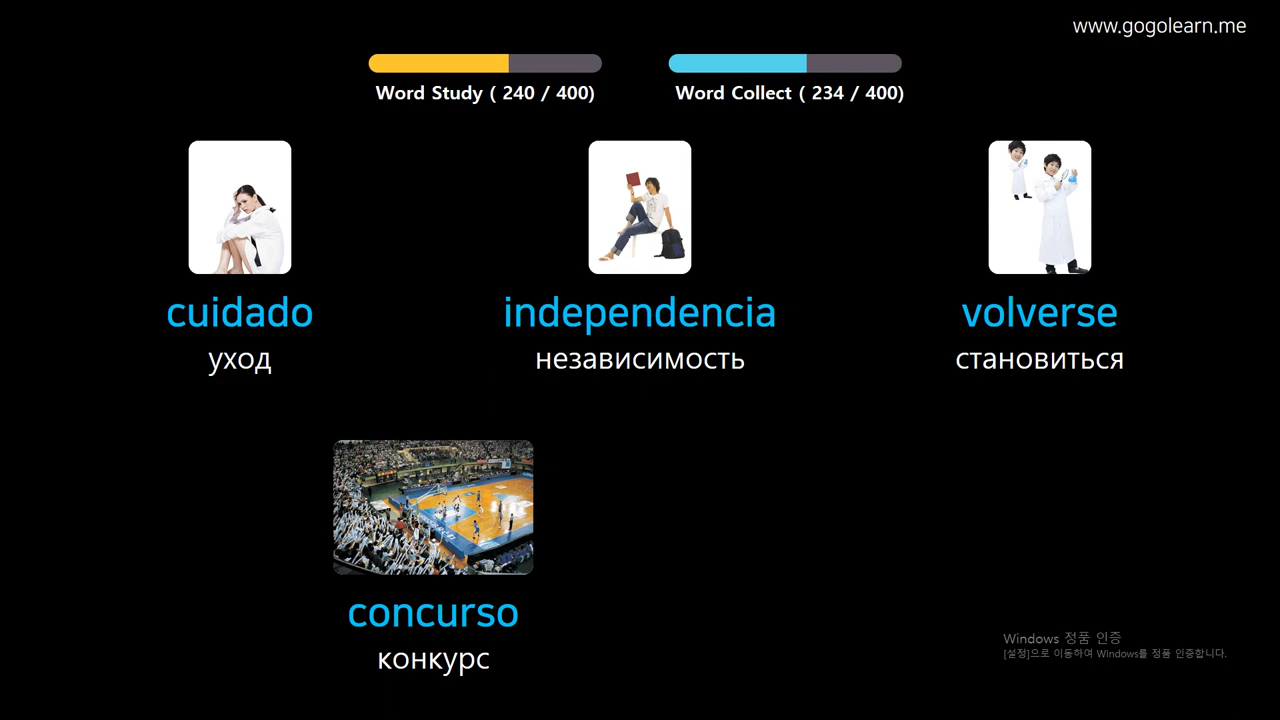 www.gogolearn.me
Word Study ( 240 / 400)
Word Collect ( 234 / 400)
cuidado
уход
independencia
независимость
volverse
становиться
concurso
конкурс
Windows 정품 인증
[설정]으로 이동하여 Windows를 정품 인증합니다.